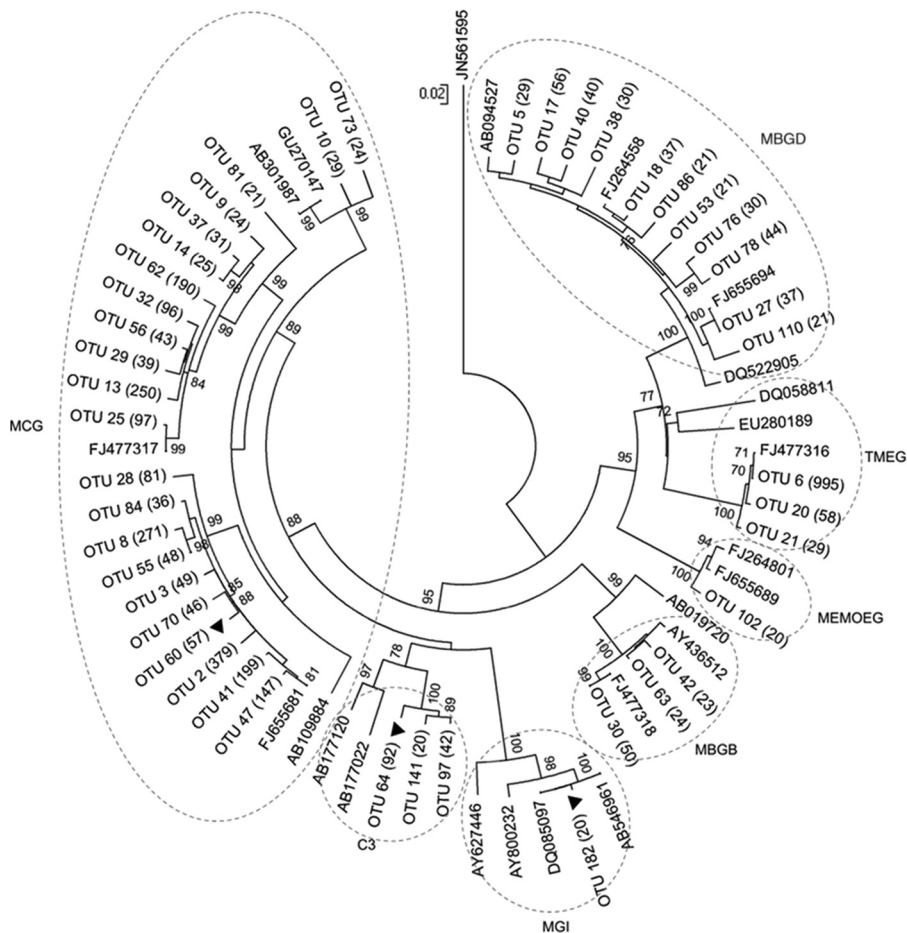 JN561595
0.02
AB094527
OTU 5 (29)
OTU 17 (56)
OTU 40 (40)
OTU 38 (30)
FJ264558
OTU 18 (37)
OTU 86 (21)
OTU 53 (21)
OTU 76 (30)
OTU 78 (44)
FJ655694
OTU 27 (37)
OTU 110 (21)
DQ522905
MBGD
99
100
100
77
72
95
DQ058811
EU280189
FJ477316
OTU 6 (995)
OTU 20 (58)
OTU 21 (29)
TMEG
71
70
100
94
100
FJ264801
FJ655689
OTU 102 (20)
MEMOEG
99
AB019720
AY436512
OTU 42 (23)
OTU 63 (24)
FJ477318
OTU 30 (50)
MBGB
100
99
100
98
100
AB546961
OTU 182 (20)
DQ085097
AY800232
AY627446
MGI
95
88
78
97
100
89
OTU 97 (42)
OTU 141 (20)
OTU 64 (92)
AB177022
AB177120
C3
AB109884
FJ655681
81
OTU 47 (147)
OTU 41 (199)
OTU 2 (379)
OTU 60 (57)
OTU 70 (46)
OTU 3 (49)
OTU 55 (48)
OTU 8 (271)
OTU 84 (36)
OTU 28 (81)
99
98
85
88
MCG
FJ477317
OTU 25 (97)
OTU 13 (250)
OTU 29 (39)
OTU 56 (43)
OTU 32 (96)
OTU 62 (190)
OTU 14 (25)
OTU 37 (31)
OTU 9 (24)
OTU 81 (21)
AB301987
GU270147
OTU 10 (29)
OTU 73 (24)
99
84
99
99
99
99
89